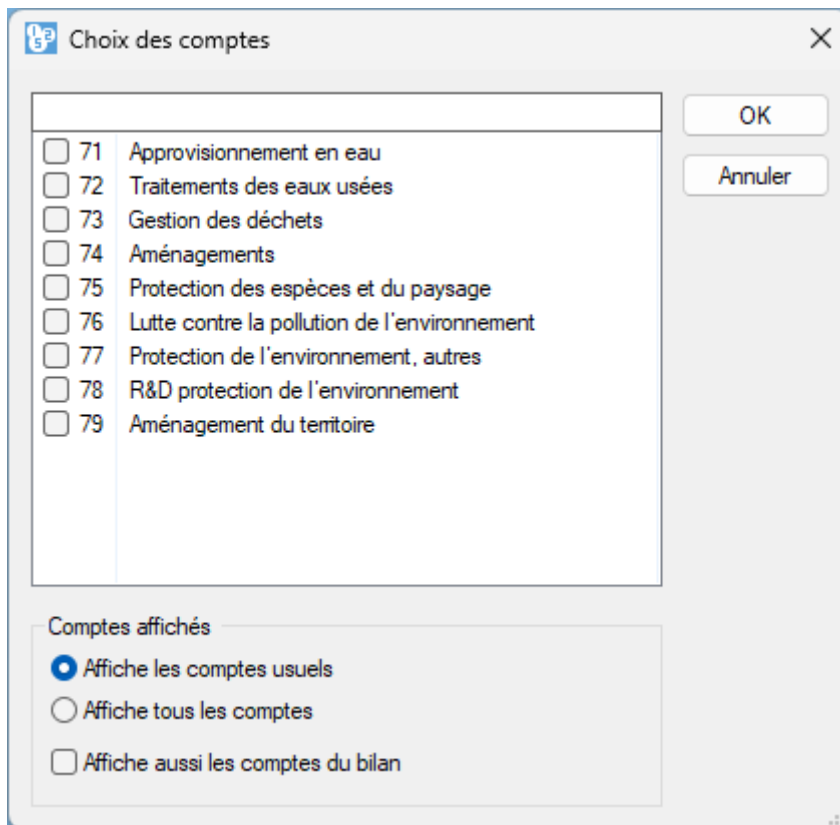 Choix des comptes
OK
Annuler
71 Approvisionnement en eau
72 Traitements des eaux usées
73 Gestion des déchets
74 Aménagements
75 Protection des espèces et du paysage
76 Lutte contre la pollution de l'environnement
77 Protection de l'environnement, autres
78 R&D protection de l'environnement
79 Aménagement du territoire
Comptes affichés
Affiche les comptes usuels
Affiche tous les comptes
Affiche aussi les comptes du bilan